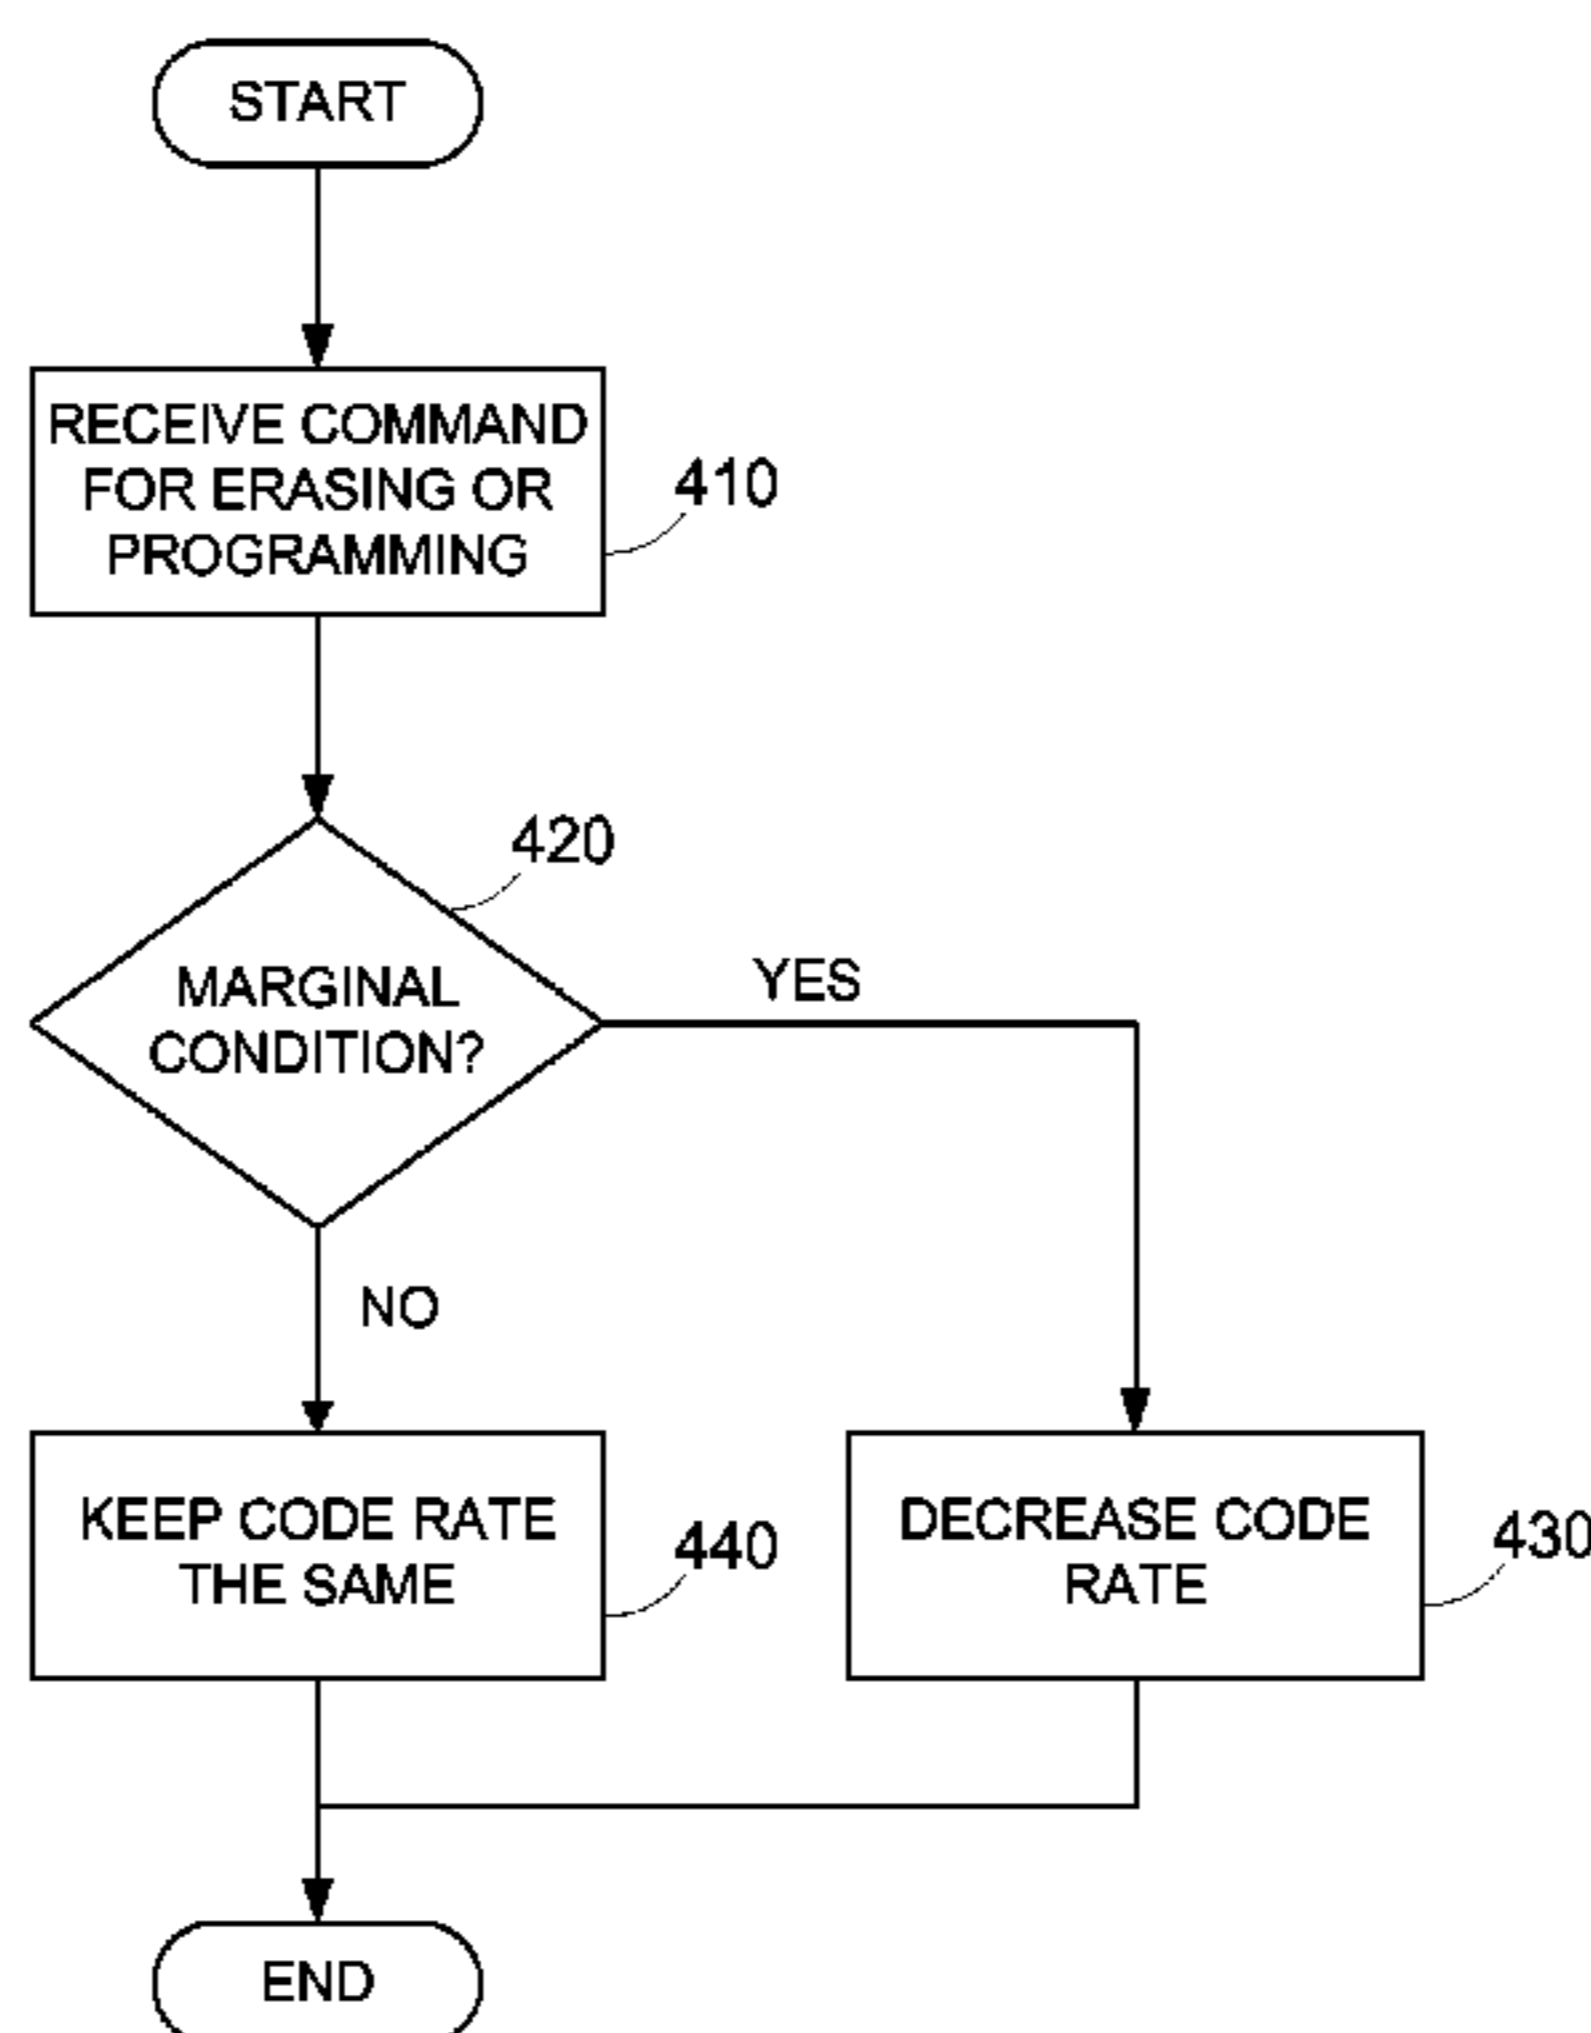 START
RECEIVE COMMAND
FOR ERASING OR
PROGRAMMING
410
420
MARGINAL
CONDITION?
YES
NO
KEEP CODE RATE
THE SAME
440
DECREASE CODE
RATE
430
END